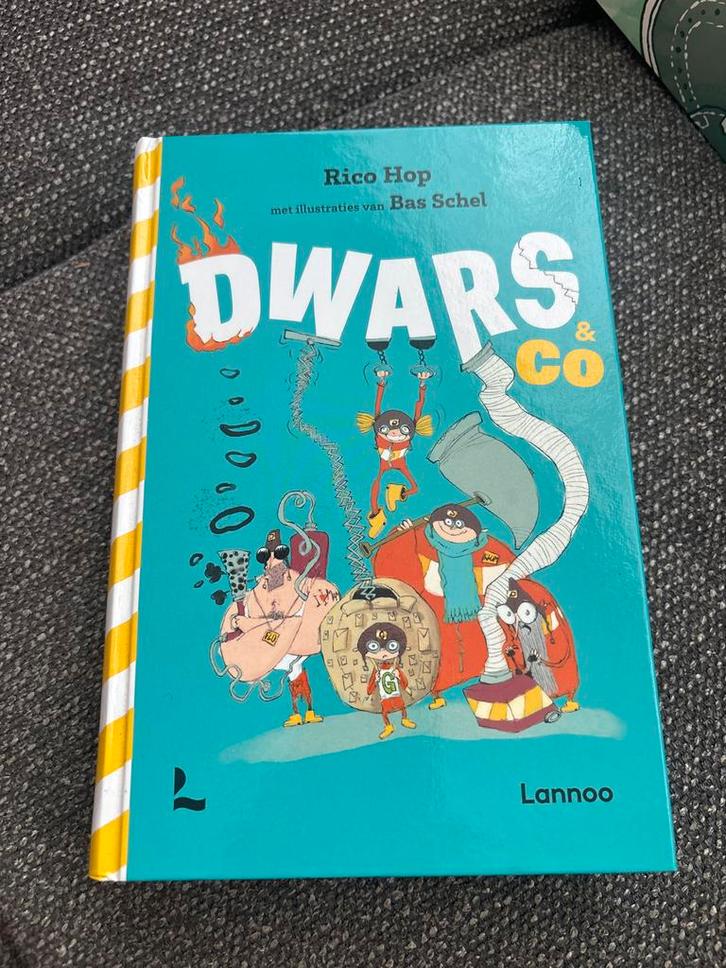 Rico Hop
met illustraties van Bas Schel
DWARS
& CO
G
Lannoo